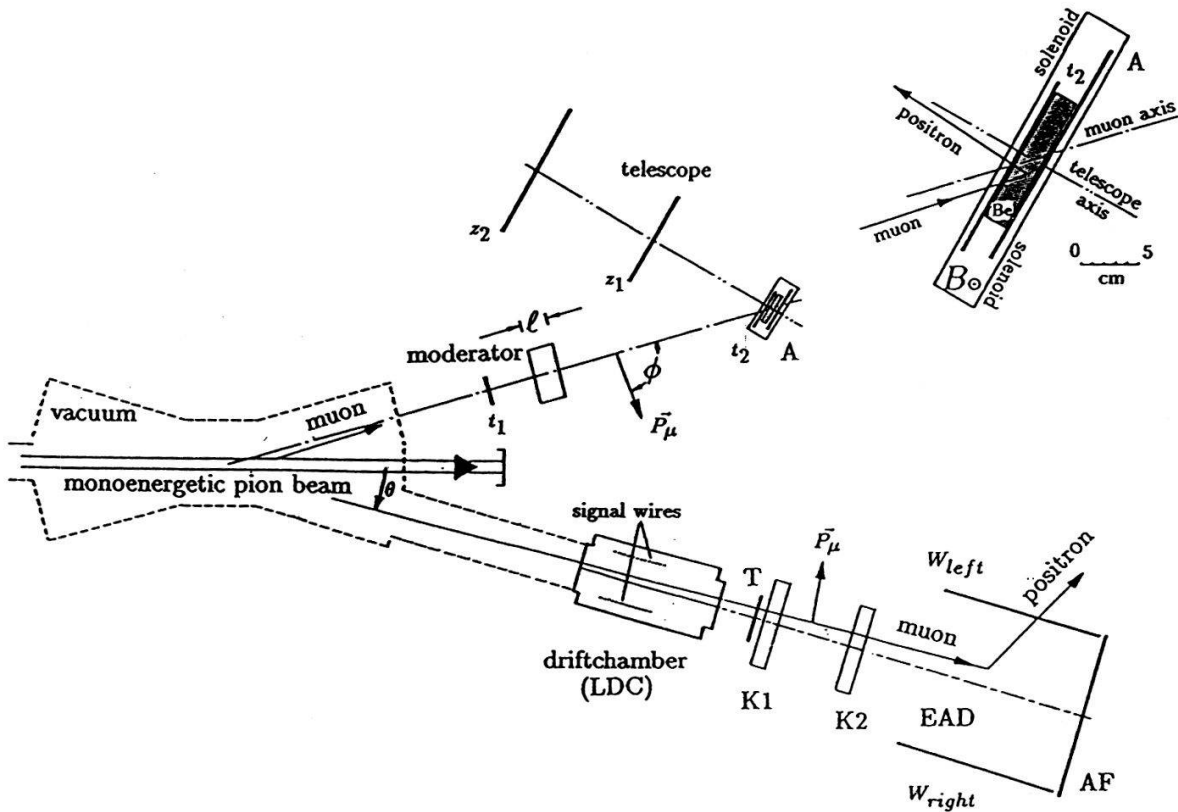 solenoid
t2
A
positron
muon axis
telescope
axis
muon
Be
B⊙
solenoid
0 5
cm
telescope
z2
z1
ℓ
moderator
t1
t2
A
ϕ
P⃗μ
vacuum
muon
monoenergetic pion beam
θ
signal wires
driftchamber
(LDC)
T
K1
K2
P⃗μ
muon
Wleft
positron
EAD
Wright
AF